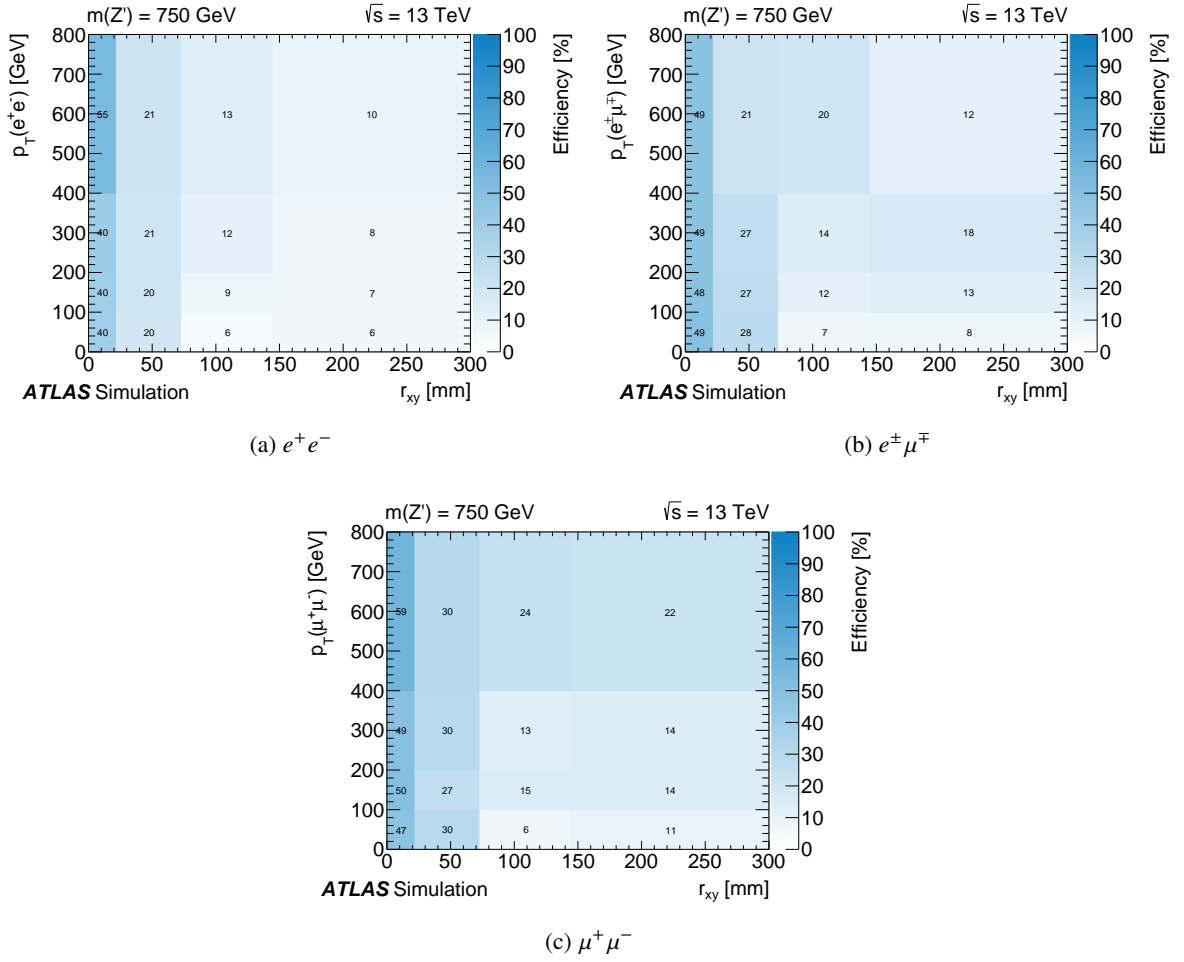 m(Z') = 750 GeV √s = 13 TeV
p_T(e⁺e⁻) [GeV]
800
700
600
500
400
300
200
100
0
55 21 13 10
40 21 12 8
40 20 9 7
40 20 6 6
0 50 100 150 200 250 300
ATLAS Simulation r_xy [mm]
100
90
80
70
60
50
40
30
20
10
0
Efficiency [%]
(a) e⁺e⁻
m(Z') = 750 GeV √s = 13 TeV
p_T(e^±μ^∓) [GeV]
800
700
600
500
400
300
200
100
0
49 21 20 12
49 27 14 18
48 27 12 13
49 28 7 8
0 50 100 150 200 250 300
ATLAS Simulation r_xy [mm]
100
90
80
70
60
50
40
30
20
10
0
Efficiency [%]
(b) e^±μ^∓
m(Z') = 750 GeV √s = 13 TeV
p_T(μ⁺μ⁻) [GeV]
800
700
600
500
400
300
200
100
0
59 30 24 22
49 30 13 14
50 27 15 14
47 30 6 11
0 50 100 150 200 250 300
ATLAS Simulation r_xy [mm]
100
90
80
70
60
50
40
30
20
10
0
Efficiency [%]
(c) μ⁺μ⁻